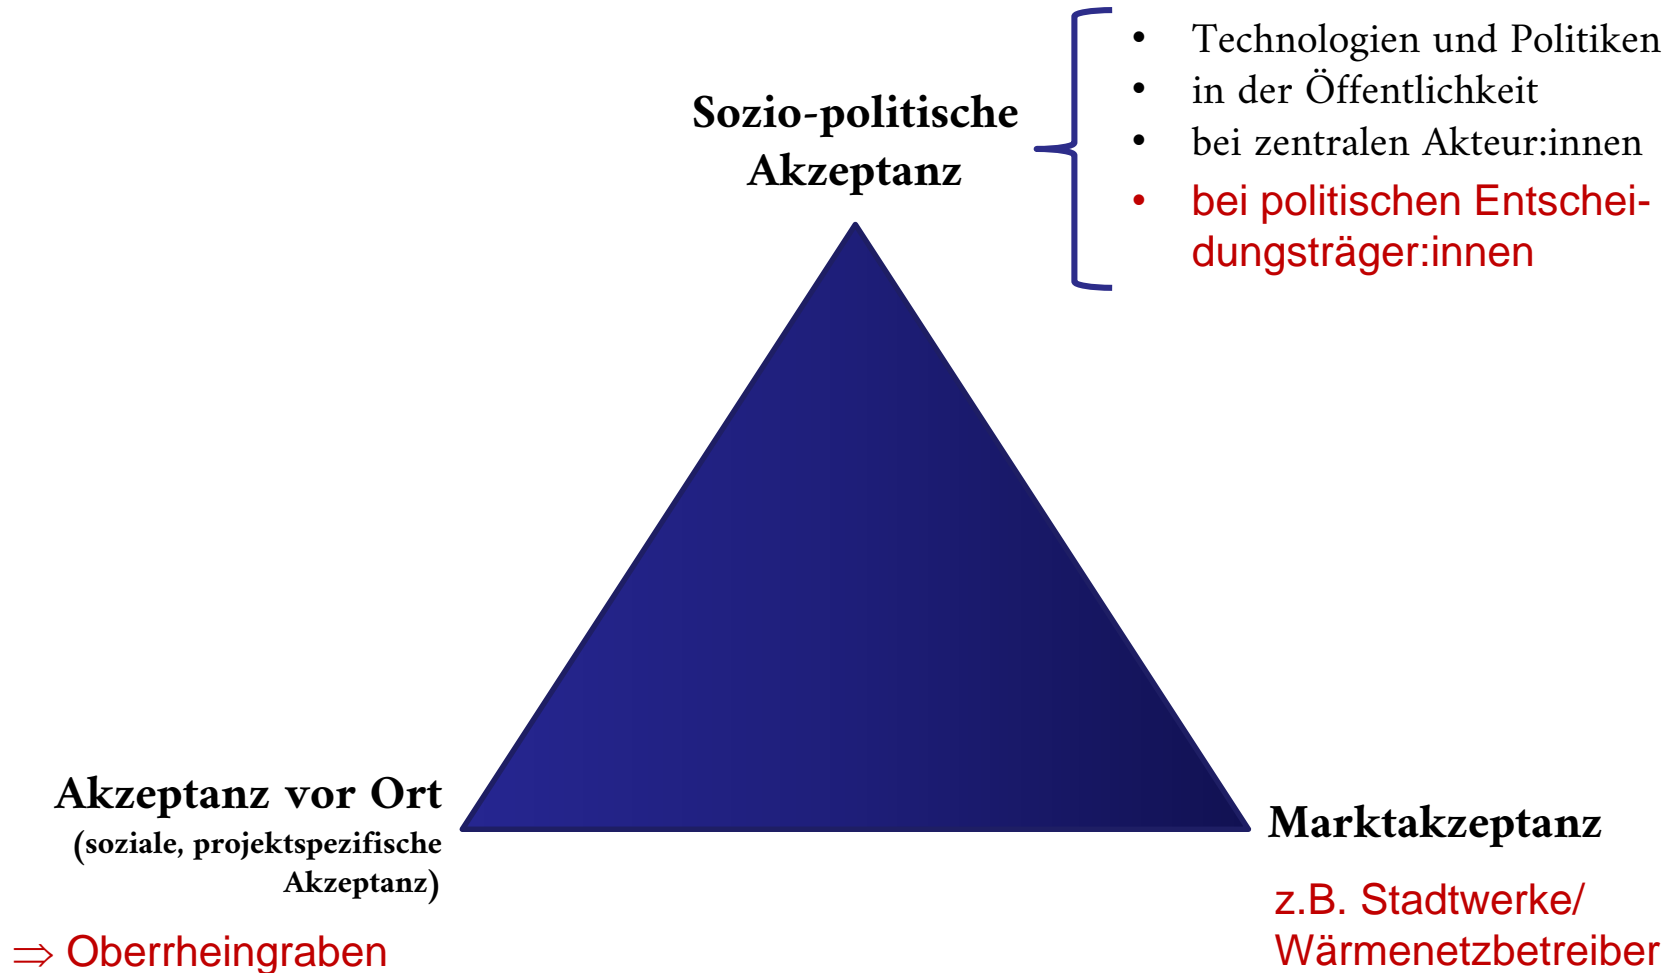 • Technologien und Politiken
• in der Öffentlichkeit
• bei zentralen Akteur:innen
• bei politischen Entschei-
dungsträger:innen
Sozio-politische
Akzeptanz
Akzeptanz vor Ort
(soziale, projektspezifische
Akzeptanz)
⇒ Oberrheingraben
Marktakzeptanz
z.B. Stadtwerke/
Wärmenetzbetreiber